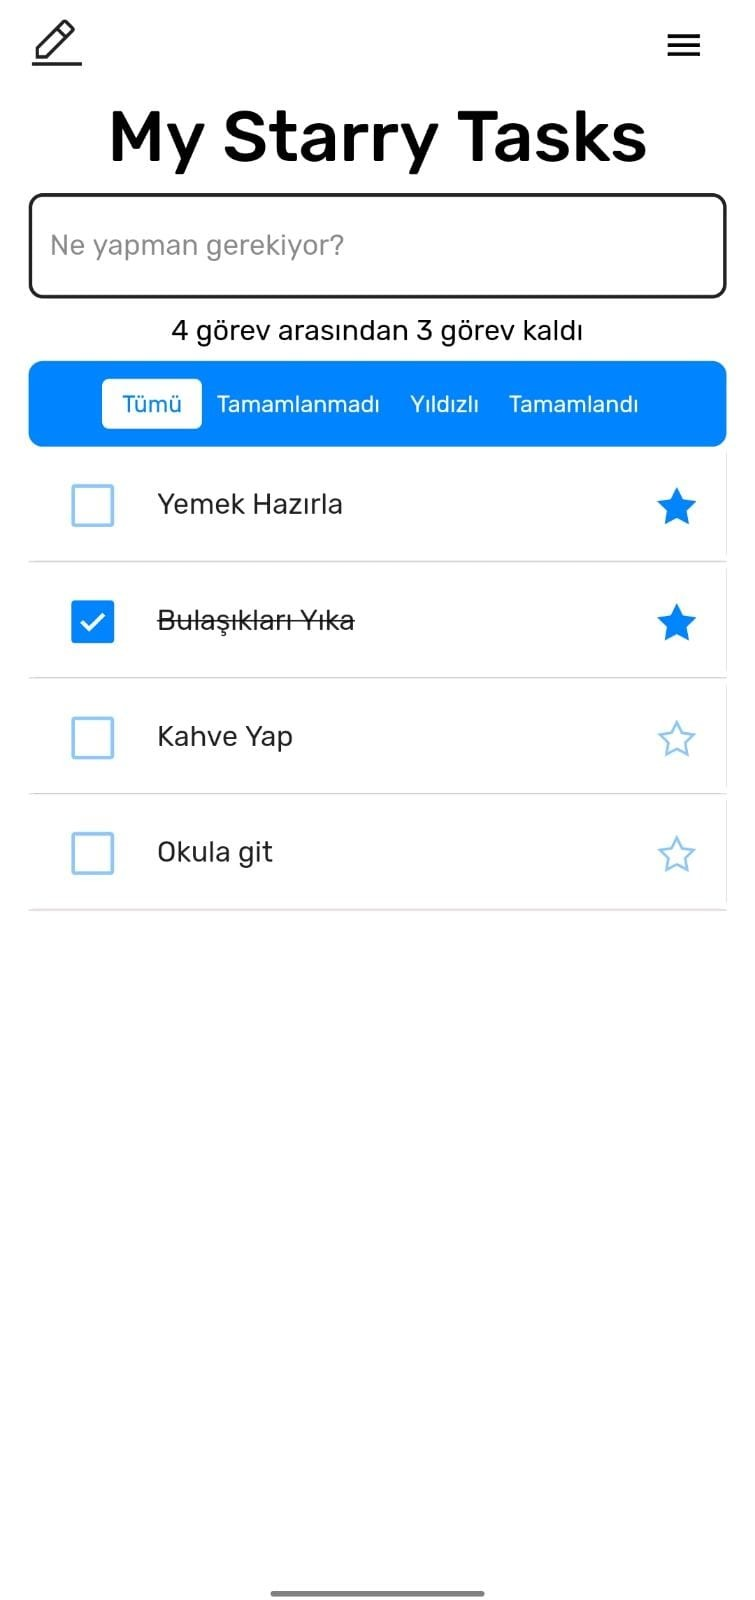 My Starry Tasks
Ne yapman gerekiyor?
4 görev arasından 3 görev kaldı
Tümü Tamamlanmadı Yıldızlı Tamamlandı
Yemek Hazırla
Bulaşıkları Yıka
Kahve Yap
Okula git